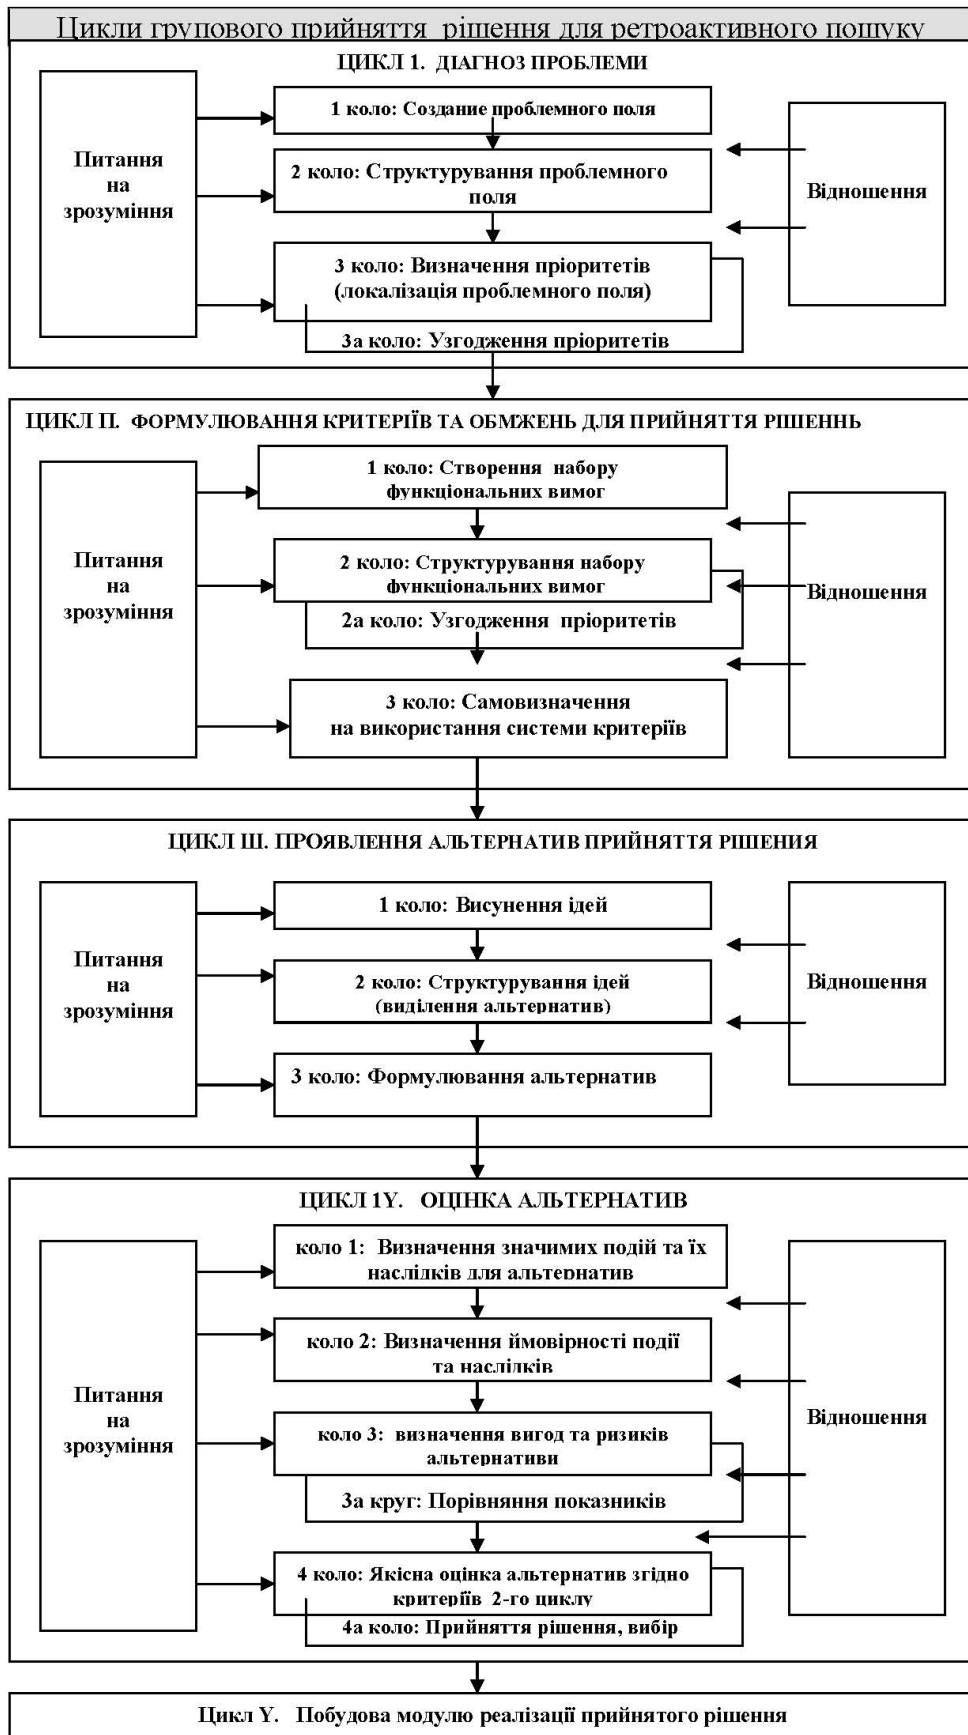 Цикли групового прийняття рішення для ретроактивного пошуку
ЦИКЛ 1. ДІАГНОЗ ПРОБЛЕМИ
Питання
на
зрозуміння
1 коло: Создание проблемного поля
2 коло: Структурування проблемного
поля
3 коло: Визначення пріоритетів
(локалізація проблемного поля)
3а коло: Узгодження пріоритетів
Відношення
ЦИКЛ П. ФОРМУЛЮВАННЯ КРИТЕРІЇВ ТА ОБМЖЕНЬ ДЛЯ ПРИЙНЯТТЯ РІШЕННЬ
Питання
на
зрозуміння
1 коло: Створення набору
функціональних вимог
2 коло: Структурування набору
функціональних вимог
2а коло: Узгодження пріоритетів
3 коло: Самовизначення
на використання системи критеріїв
Відношення
ЦИКЛ Ш. ПРОЯВЛЕННЯ АЛЬТЕРНАТИВ ПРИЙНЯТТЯ РІШЕНИЯ
Питання
на
зрозуміння
1 коло: Висунення ідей
2 коло: Структурування ідей
(виділення альтернатив)
3 коло: Формулювання альтернатив
Відношення
ЦИКЛ 1Y. ОЦІНКА АЛЬТЕРНАТИВ
Питання
на
зрозуміння
коло 1: Визначення значимих подій та їх
наслідків для альтернатив
коло 2: Визначення ймовірності події
та наслідків
коло 3: визначення вигод та ризиків
альтернативи
3а круг: Порівняння показників
4 коло: Якісна оцінка альтернатив згідно
критеріїв 2-го циклу
4а коло: Прийняття рішення, вибір
Відношення
Цикл Y. Побудова модулю реалізації прийнятого рішення